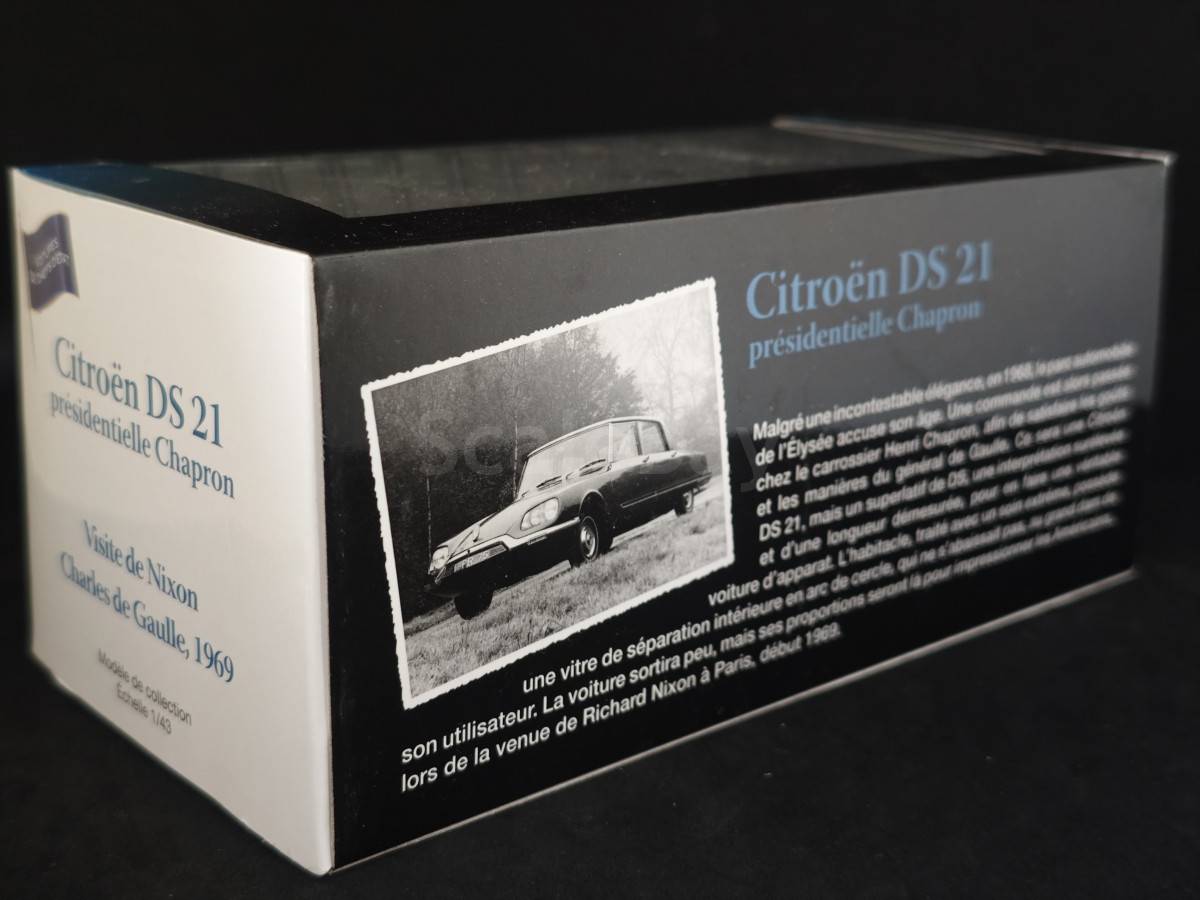 Citroën DS 21
présidentielle Chapron
Visite de Nixon
Charles de Gaulle, 1969
Modèle de collection
Échelle 1/43
Citroën DS 21
présidentielle Chapron
Malgré une incontestable élégance, en 1968, le parc automobile
de l'Élysée accuse son âge. Une commande est alors passée
chez le carrossier Henri Chapron, afin de satisfaire les goûts
et les manières du général de Gaulle. Ce sera une Citroën
DS 21, mais un superlatif de DS, une interprétation surélevée
et d'une longueur démesurée, pour en faire une véritable
voiture d'apparat. L'habitacle, traité avec un soin extrême, possède
une vitre de séparation intérieure en arc de cercle, qui ne s'abaissait pas, au grand dam de
son utilisateur. La voiture sortira peu, mais ses proportions seront là pour impressionner les Américains,
lors de la venue de Richard Nixon à Paris, début 1969.